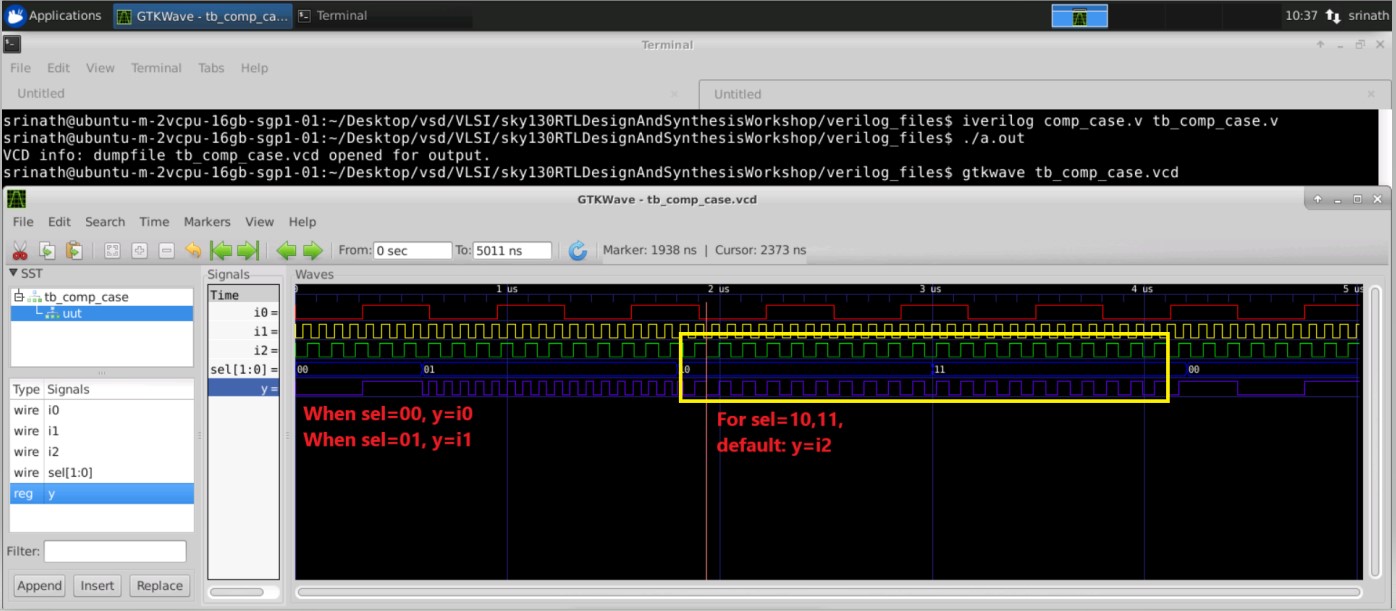 Applications GTKWave - tb_comp_ca... Terminal 10:37 srinath
Terminal
File Edit View Terminal Tabs Help
Untitled Untitled
srinath@ubuntu-m-2vcpu-16gb-sgp1-01:~/Desktop/vsd/VLSI/sky130RTLDesignAndSynthesisWorkshop/verilog_files$ iverilog comp_case.v tb_comp_case.v
srinath@ubuntu-m-2vcpu-16gb-sgp1-01:~/Desktop/vsd/VLSI/sky130RTLDesignAndSynthesisWorkshop/verilog_files$ ./a.out
VCD info: dumpfile tb_comp_case.vcd opened for output.
srinath@ubuntu-m-2vcpu-16gb-sgp1-01:~/Desktop/vsd/VLSI/sky130RTLDesignAndSynthesisWorkshop/verilog_files$ gtkwave tb_comp_case.vcd
GTKWave - tb_comp_case.vcd
File Edit Search Time Markers View Help
From: 0 sec To: 5011 ns Marker: 1938 ns | Cursor: 2373 ns
SST
tb_comp_case
uut
Type Signals
wire i0
wire i1
wire i2
wire sel[1:0]
reg y
Filter:
Append Insert Replace
Signals
Time
i0 =
i1 =
i2 =
sel[1:0] =
y =
Waves
1 us 2 us 3 us 4 us 5 us
00 01 10 11 00
When sel=00, y=i0
When sel=01, y=i1
For sel=10,11,
default: y=i2